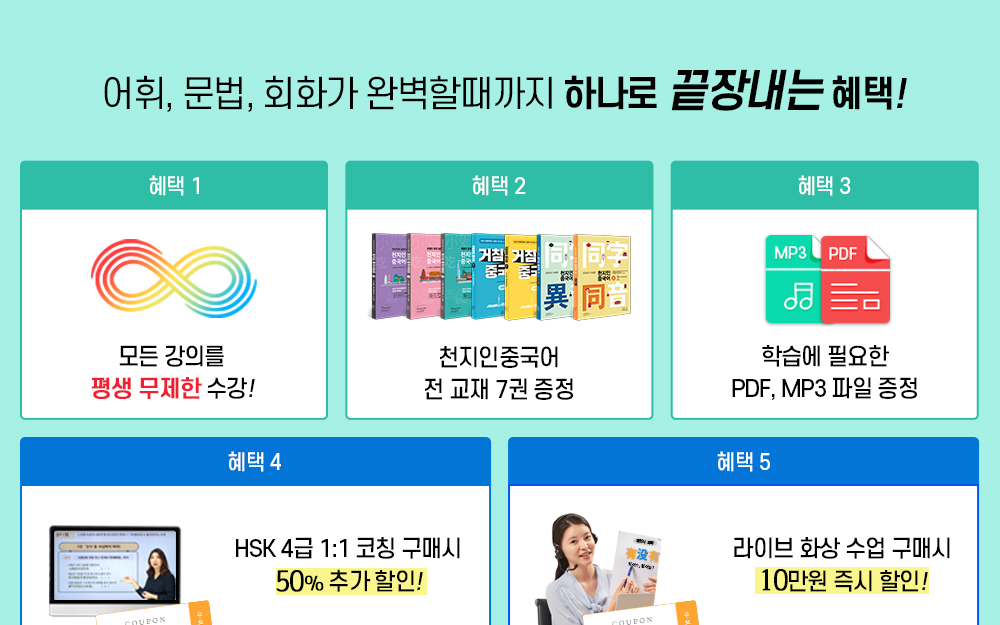 어휘, 문법, 회화가 완벽할때까지 하나로 끝장내는 혜택!
혜택 1
모든 강의를
평생 무제한 수강!
혜택 2
천지인중국어
전 교재 7권 증정
혜택 3
MP3 PDF
학습에 필요한
PDF, MP3 파일 증정
혜택 4
HSK 4급 1:1 코칭 구매시
50% 추가 할인!
COUPON
혜택 5
有没有
라이브 화상 수업 구매시
10만원 즉시 할인!
COUPON